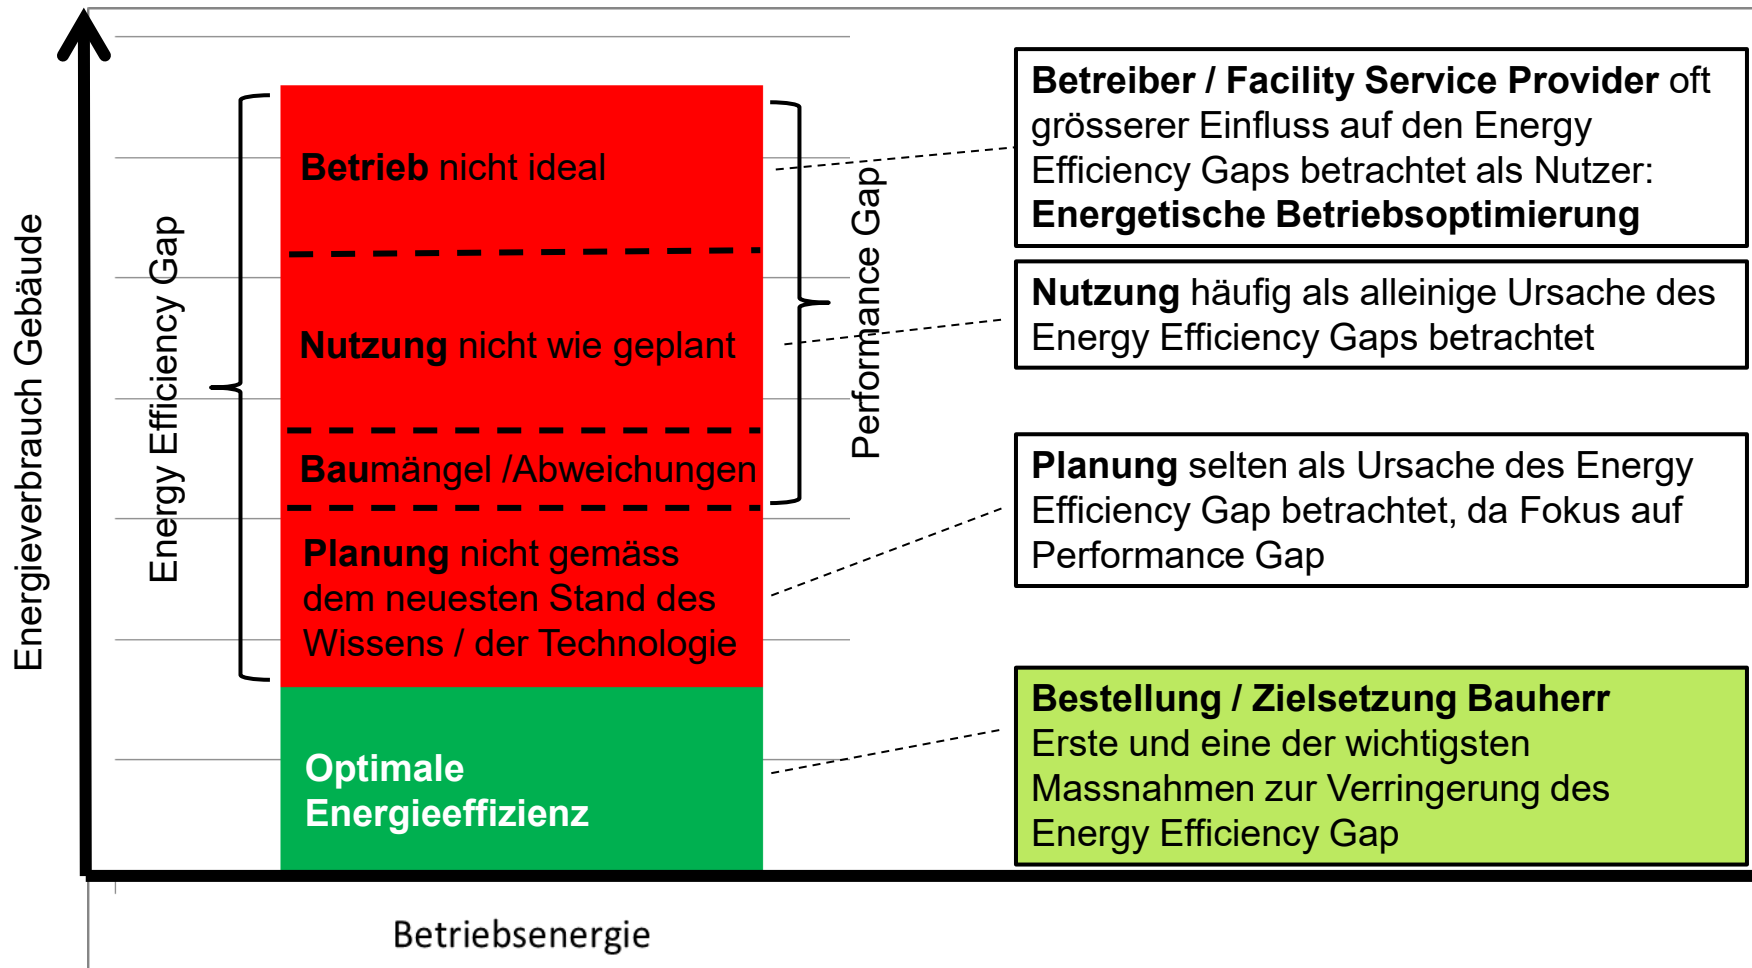 Energieverbrauch Gebäude
Energy Efficiency Gap
Betrieb nicht ideal
Nutzung nicht wie geplant
Baumängel /Abweichungen
Planung nicht gemäss
dem neuesten Stand des
Wissens / der Technologie
Optimale
Energieeffizienz
Performance Gap
Betreiber / Facility Service Provider oft
grösserer Einfluss auf den Energy
Efficiency Gaps betrachtet als Nutzer:
Energetische Betriebsoptimierung
Nutzung häufig als alleinige Ursache des
Energy Efficiency Gaps betrachtet
Planung selten als Ursache des Energy
Efficiency Gap betrachtet, da Fokus auf
Performance Gap
Bestellung / Zielsetzung Bauherr
Erste und eine der wichtigsten
Massnahmen zur Verringerung des
Energy Efficiency Gap
Betriebsenergie